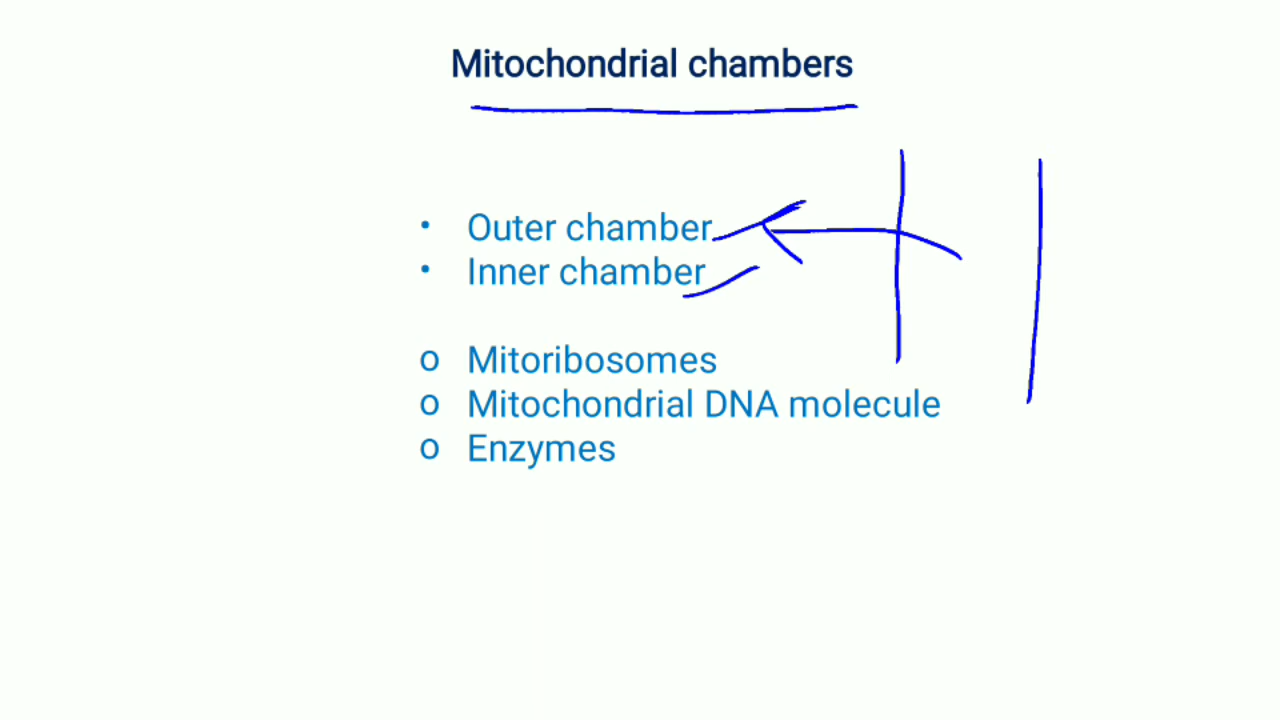 Mitochondrial chambers
• Outer chamber
• Inner chamber
o Mitoribosomes
o Mitochondrial DNA molecule
o Enzymes